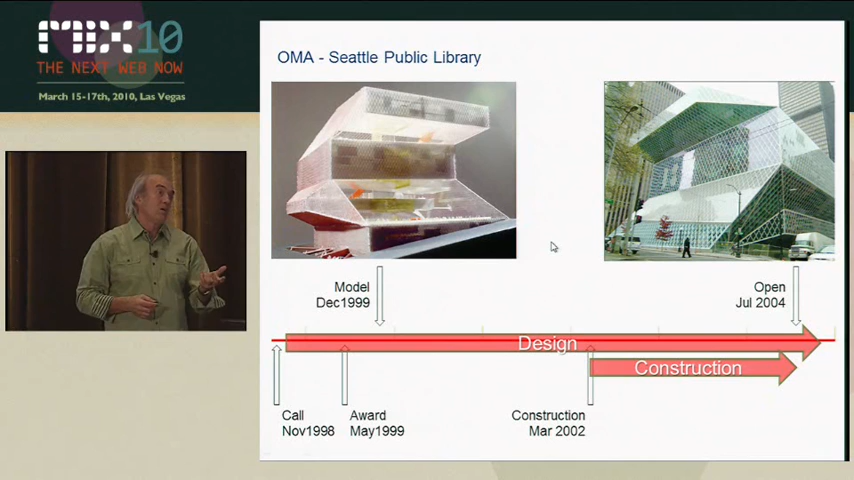 MIX10
THE NEXT WEB NOW
March 15-17th, 2010, Las Vegas
OMA - Seattle Public Library
Model
Dec1999
Open
Jul 2004
Design
Construction
Call
Nov1998
Award
May1999
Construction
Mar 2002